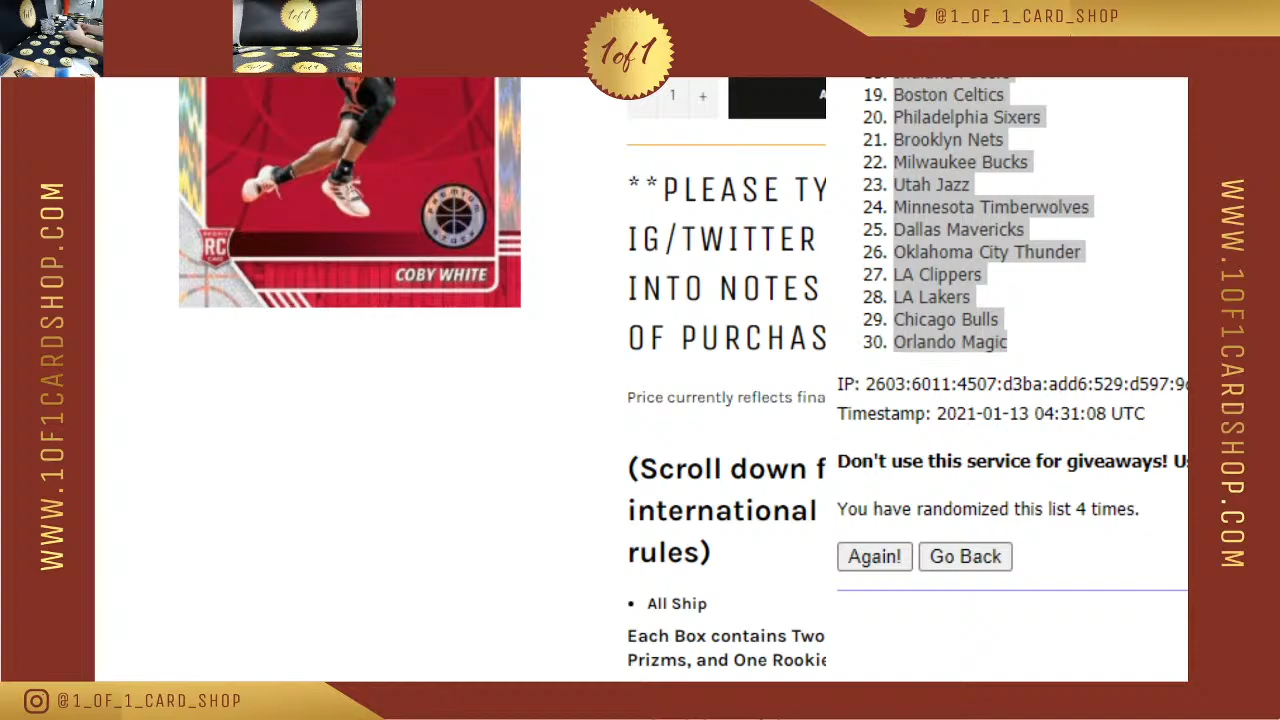 @1_OF_1_CARD_SHOP
1of1
WWW.1OF1CARDSHOP.COM
RC
PREMIUM
STOCK
COBY WHITE
1 +
**PLEASE TY
IG/TWITTER
INTO NOTES
OF PURCHAS
Price currently reflects fina
(Scroll down f
international
rules)
• All Ship
Each Box contains Two
Prizms, and One Rookie
19. Boston Celtics
20. Philadelphia Sixers
21. Brooklyn Nets
22. Milwaukee Bucks
23. Utah Jazz
24. Minnesota Timberwolves
25. Dallas Mavericks
26. Oklahoma City Thunder
27. LA Clippers
28. LA Lakers
29. Chicago Bulls
30. Orlando Magic
IP: 2603:6011:4507:d3ba:add6:529:d597:9
Timestamp: 2021-01-13 04:31:08 UTC
Don't use this service for giveaways! Us
You have randomized this list 4 times.
Again! Go Back
WWW.1OF1CARDSHOP.COM
@1_OF_1_CARD_SHOP